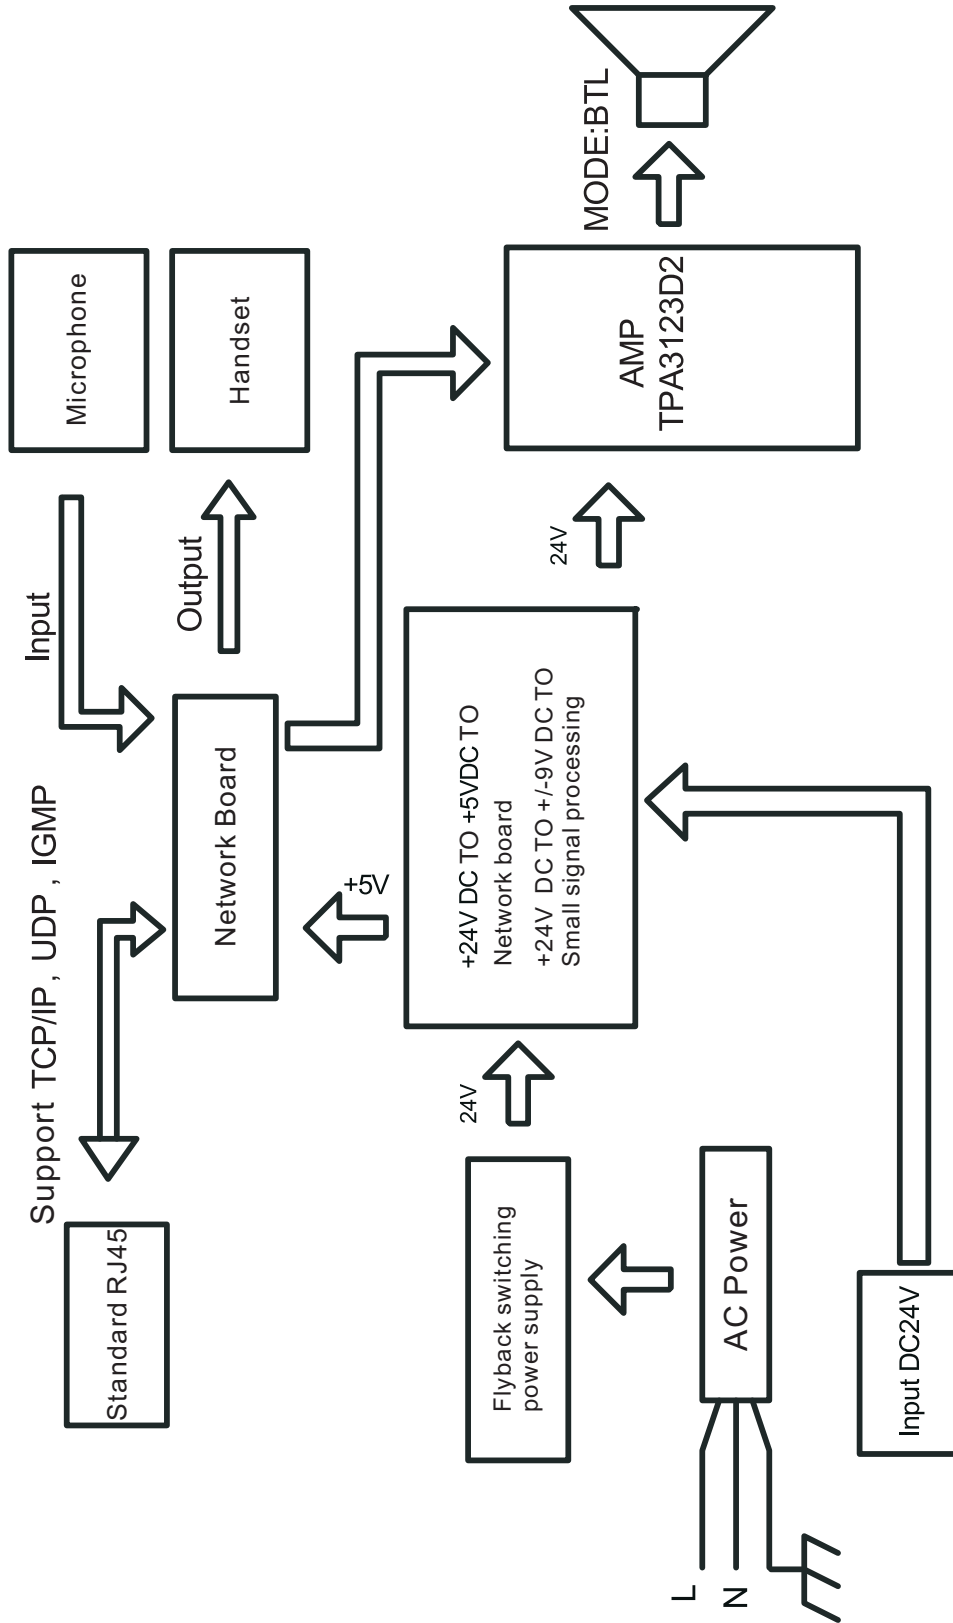 Support TCP/IP, UDP, IGMP
Input
Microphone
Standard RJ45
Output
Handset
Network Board
+5V
24V
+24V DC TO +5VDC TO
Network board
+24V DC TO +/-9V DC TO
Small signal processing
Flyback switching
power supply
24V
AMP
TPA3123D2
MODE:BTL
L
N
AC Power
Input DC24V